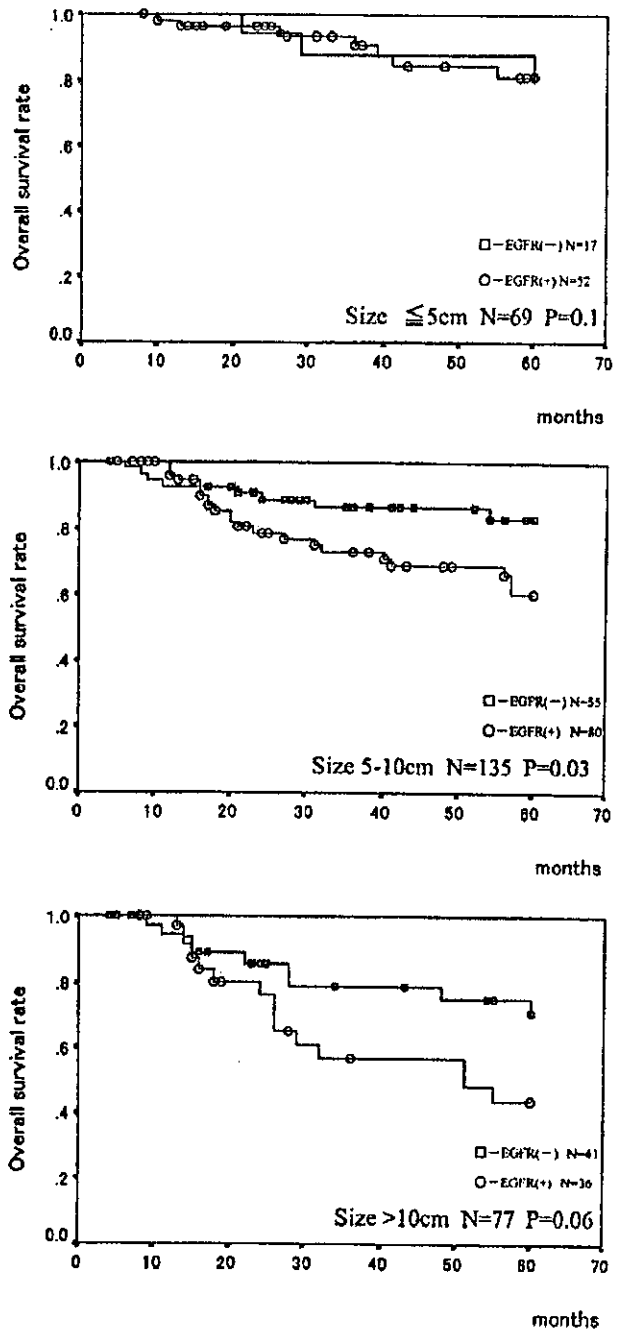 Overall survival rate
1.0
.8
.6
.4
.2
0.0
□-EGFR(-) N=17
○-EGFR(+) N=52
Size ≦5cm N=69 P=0.1
0 10 20 30 40 50 60 70
months
Overall survival rate
1.0
.8
.6
.4
.2
0.0
□-EGFR(-) N=55
○-EGFR(+) N=80
Size 5-10cm N=135 P=0.03
0 10 20 30 40 50 60 70
months
Overall survival rate
1.0
.8
.6
.4
.2
0.0
□-EGFR(-) N=41
○-EGFR(+) N=36
Size >10cm N=77 P=0.06
0 10 20 30 40 50 60 70
months